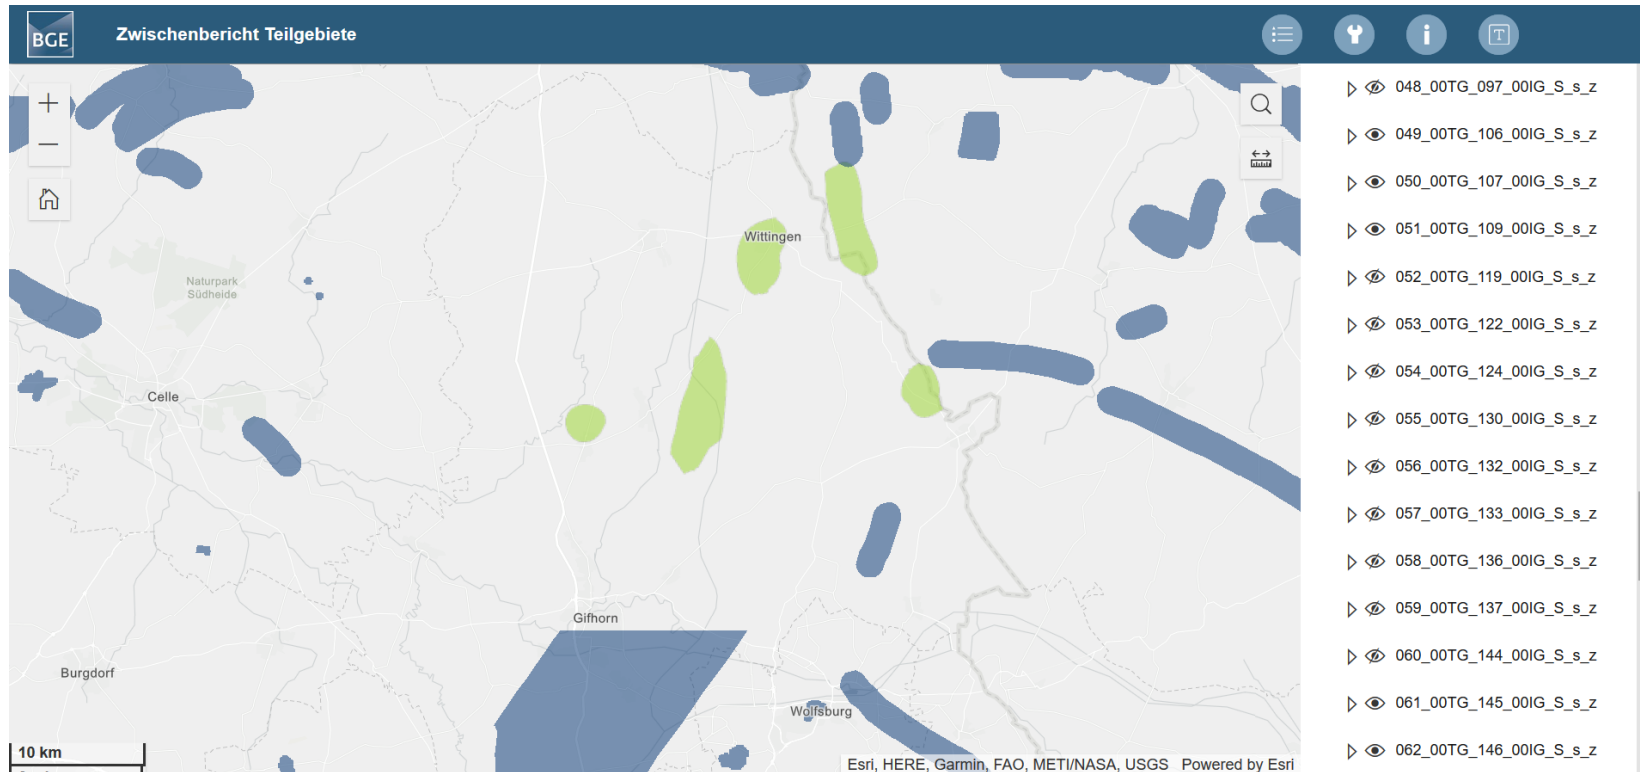 BGE
Zwischenbericht Teilgebiete
T
Wittingen
Naturpark
Südheide
Celle
Gifhorn
Burgdorf
Wolfsburg
10 km
Esri, HERE, Garmin, FAO, METI/NASA, USGS Powered by Esri
048_00TG_097_00IG_S_s_z
049_00TG_106_00IG_S_s_z
050_00TG_107_00IG_S_s_z
051_00TG_109_00IG_S_s_z
052_00TG_119_00IG_S_s_z
053_00TG_122_00IG_S_s_z
054_00TG_124_00IG_S_s_z
055_00TG_130_00IG_S_s_z
056_00TG_132_00IG_S_s_z
057_00TG_133_00IG_S_s_z
058_00TG_136_00IG_S_s_z
059_00TG_137_00IG_S_s_z
060_00TG_144_00IG_S_s_z
061_00TG_145_00IG_S_s_z
062_00TG_146_00IG_S_s_z